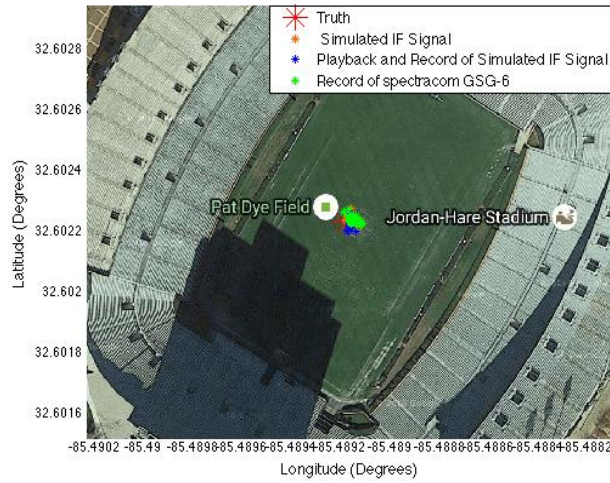 Truth
Simulated IF Signal
Playback and Record of Simulated IF Signal
Record of spectracom GSG-6
32.6028
32.6026
32.6024
32.6022
32.602
32.6018
32.6016
Latitude (Degrees)
Pat Dye Field
Jordan-Hare Stadium
-85.4902 -85.49 -85.4898 -85.4896 -85.4894 -85.4892 -85.489 -85.4888 -85.4886 -85.4884 -85.4882
Longitude (Degrees)